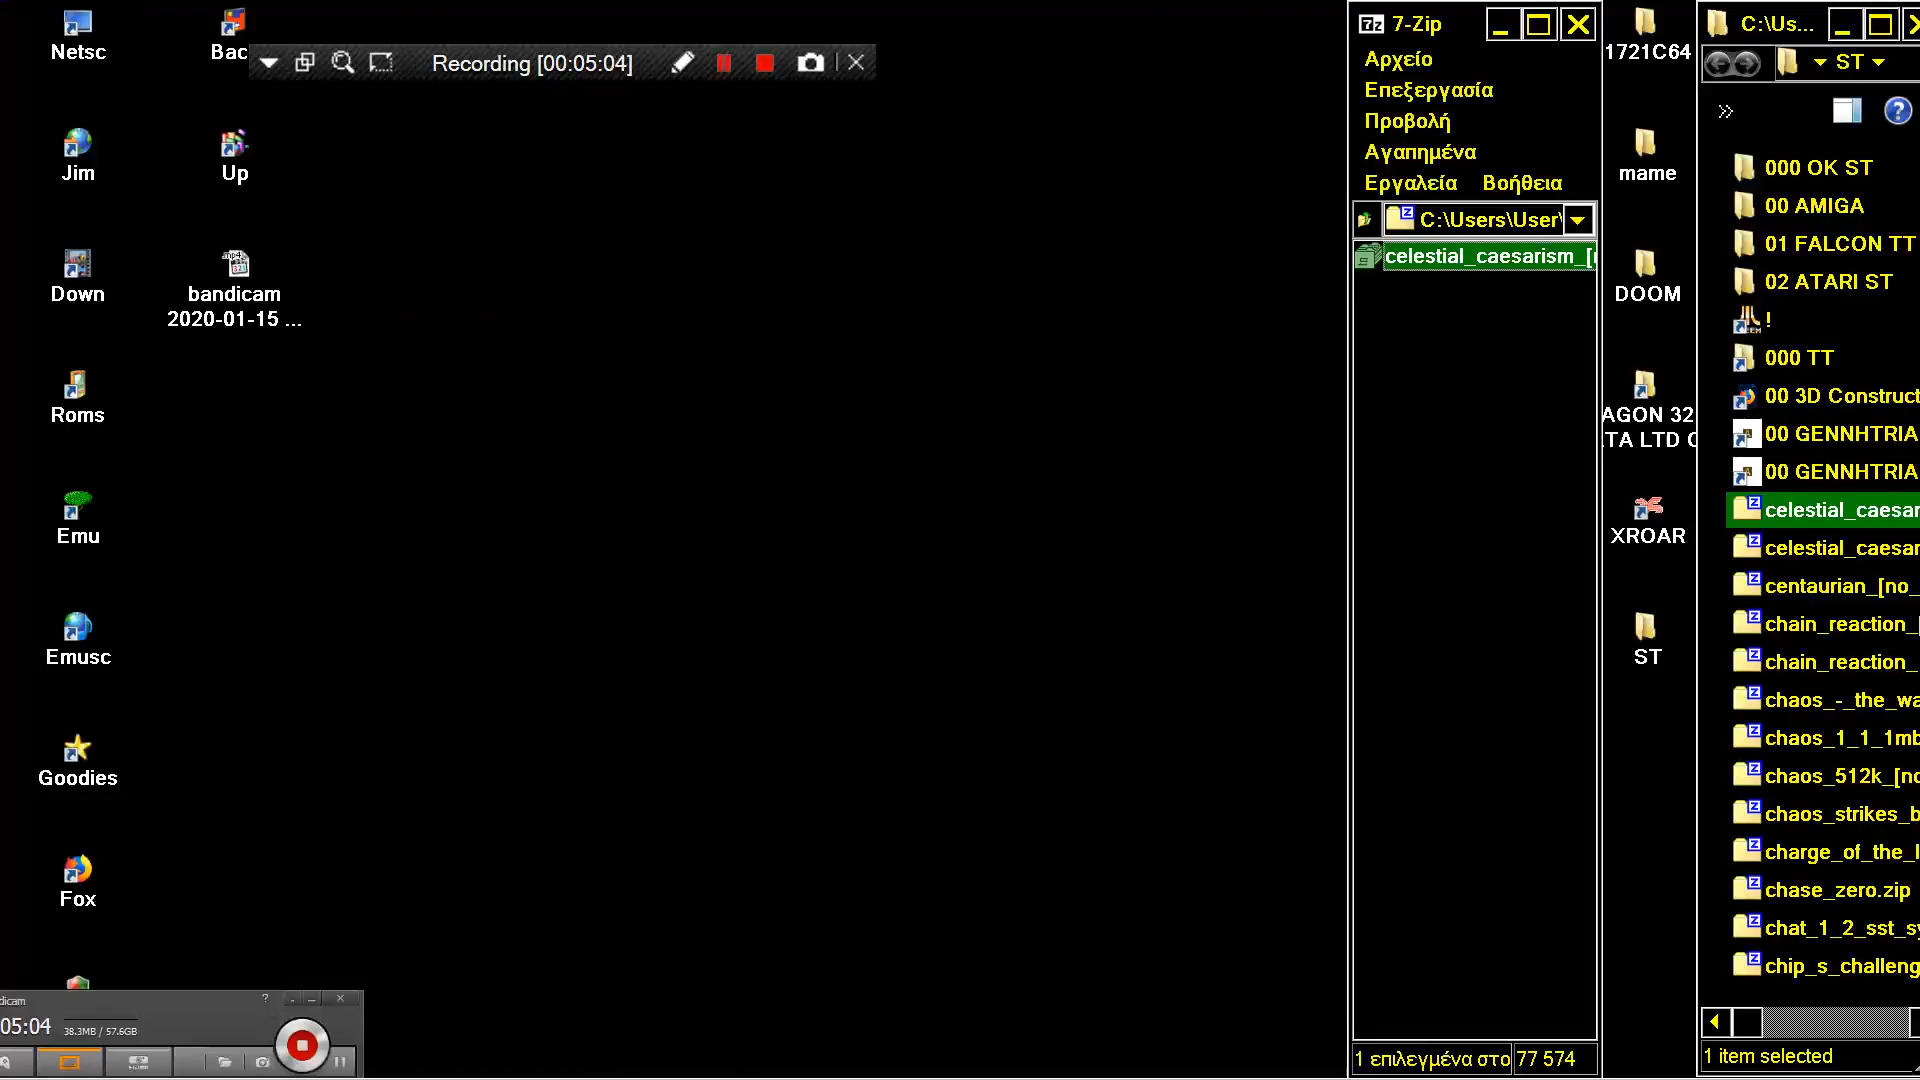 Netsc
Bac
Recording [00:05:04]
Jim
Up
Down
bandicam
2020-01-15 ...
Roms
Emu
Emusc
Goodies
Fox
dicam
?
05:04
38.3MB / 57.6GB
7z 7-Zip
Αρχείο
Επεξεργασία
Προβολή
Αγαπημένα
Εργαλεία Βοήθεια
C:\Users\User\
celestial_caesarism_[
1 επιλεγμένα στο
77 574
1721C64
mame
DOOM
AGON 32
TA LTD
XROAR
ST
C:\Us...
ST
»
?
000 OK ST
00 AMIGA
01 FALCON TT
02 ATARI ST
!
000 TT
00 3D Construct
00 GENNHTRIA
00 GENNHTRIA
celestial_caesar
celestial_caesar
centaurian_[no_
chain_reaction_[
chain_reaction_
chaos_-_the_wa
chaos_1_1_1mb
chaos_512k_[no
chaos_strikes_b
charge_of_the_l
chase_zero.zip
chat_1_2_sst_sy
chip_s_challeng
1 item selected